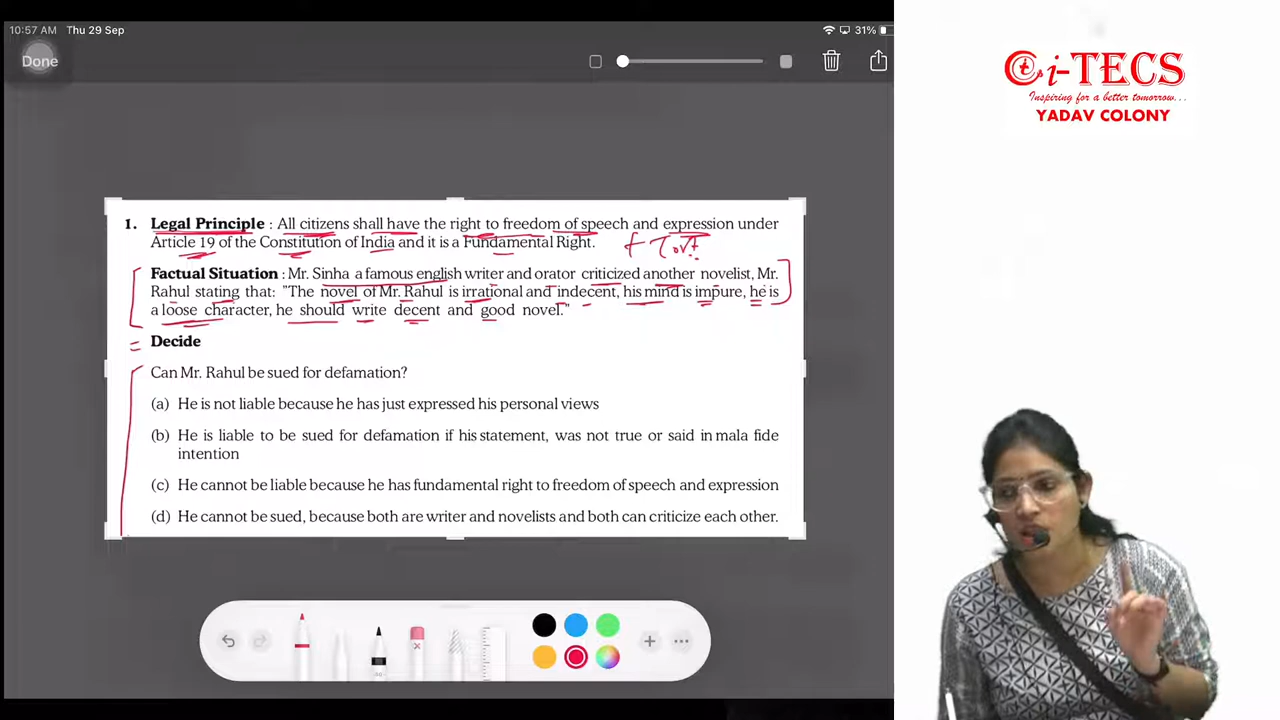 10:57 AM Thu 29 Sep
31%
Done
i-TECS
Inspiring for a better tomorrow...
YADAV COLONY
1. Legal Principle : All citizens shall have the right to freedom of speech and expression under
Article 19 of the Constitution of India and it is a Fundamental Right.
+ Tort
Factual Situation : Mr. Sinha a famous english writer and orator criticized another novelist, Mr.
Rahul stating that: "The novel of Mr. Rahul is irrational and indecent, his mind is impure, he is
a loose character, he should write decent and good novel."
= Decide
Can Mr. Rahul be sued for defamation?
(a) He is not liable because he has just expressed his personal views
(b) He is liable to be sued for defamation if his statement, was not true or said in mala fide
intention
(c) He cannot be liable because he has fundamental right to freedom of speech and expression
(d) He cannot be sued, because both are writer and novelists and both can criticize each other.